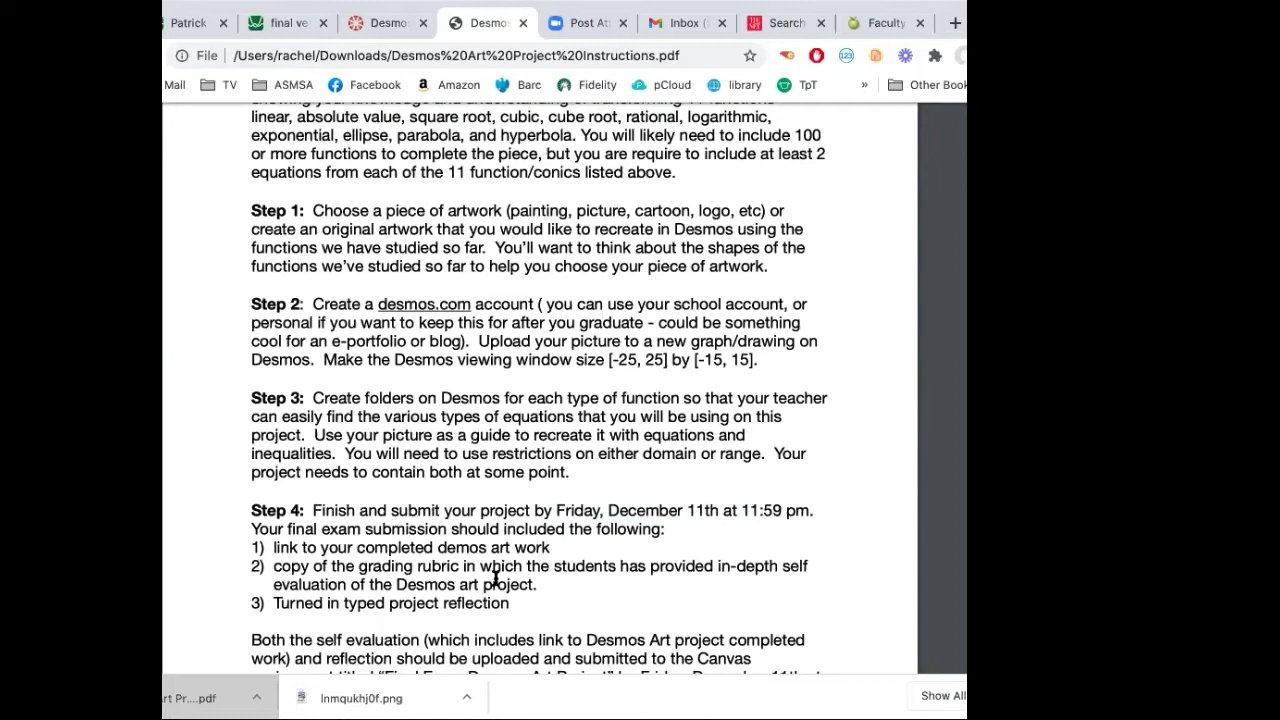 Patrick
final ve
Desmo
Desmos
Post At
Inbox (
Search
Faculty
File
/Users/rachel/Downloads/Desmos%20Art%20Project%20Instructions.pdf
123
Mail
TV
ASMSA
Facebook
Amazon
Barc
Fidelity
pCloud
library
TpT
»
Other Book
linear, absolute value, square root, cubic, cube root, rational, logarithmic,
exponential, ellipse, parabola, and hyperbola. You will likely need to include 100
or more functions to complete the piece, but you are require to include at least 2
equations from each of the 11 function/conics listed above.
Step 1: Choose a piece of artwork (painting, picture, cartoon, logo, etc) or
create an original artwork that you would like to recreate in Desmos using the
functions we have studied so far. You'll want to think about the shapes of the
functions we've studied so far to help you choose your piece of artwork.
Step 2: Create a desmos.com account ( you can use your school account, or
personal if you want to keep this for after you graduate - could be something
cool for an e-portfolio or blog). Upload your picture to a new graph/drawing on
Desmos. Make the Desmos viewing window size [-25, 25] by [-15, 15].
Step 3: Create folders on Desmos for each type of function so that your teacher
can easily find the various types of equations that you will be using on this
project. Use your picture as a guide to recreate it with equations and
inequalities. You will need to use restrictions on either domain or range. Your
project needs to contain both at some point.
Step 4: Finish and submit your project by Friday, December 11th at 11:59 pm.
Your final exam submission should included the following:
1) link to your completed demos art work
2) copy of the grading rubric in which the students has provided in-depth self
evaluation of the Desmos art project.
3) Turned in typed project reflection
Both the self evaluation (which includes link to Desmos Art project completed
work) and reflection should be uploaded and submitted to the Canvas
rt Pr....pdf
lnmqukhj0f.png
Show All